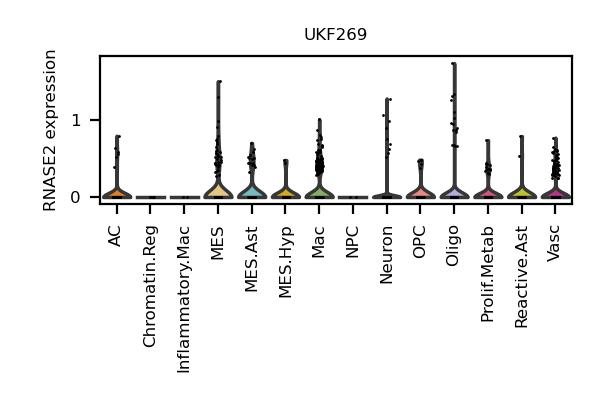 UKF269
RNASE2 expression
1
0
AC
Chromatin.Reg
Inflammatory.Mac
MES
MES.Ast
MES.Hyp
Mac
NPC
Neuron
OPC
Oligo
Prolif.Metab
Reactive.Ast
Vasc